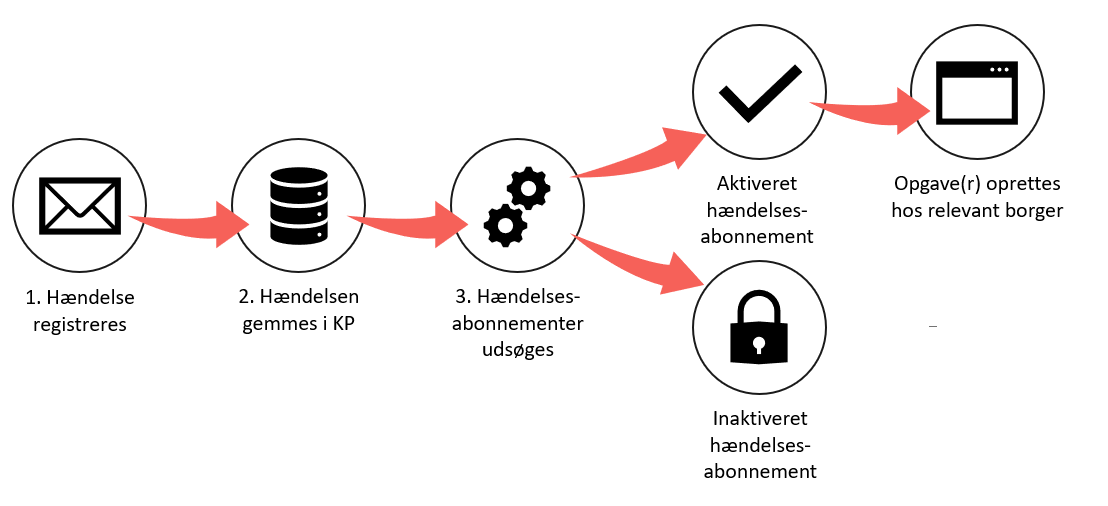 1. Hændelse
registreres
2. Hændelsen
gemmes i KP
3. Hændelses-
abonnementer
udsøges
Aktiveret
hændelses-
abonnement
Opgave(r) oprettes
hos relevant borger
Inaktiveret
hændelses-
abonnement
–